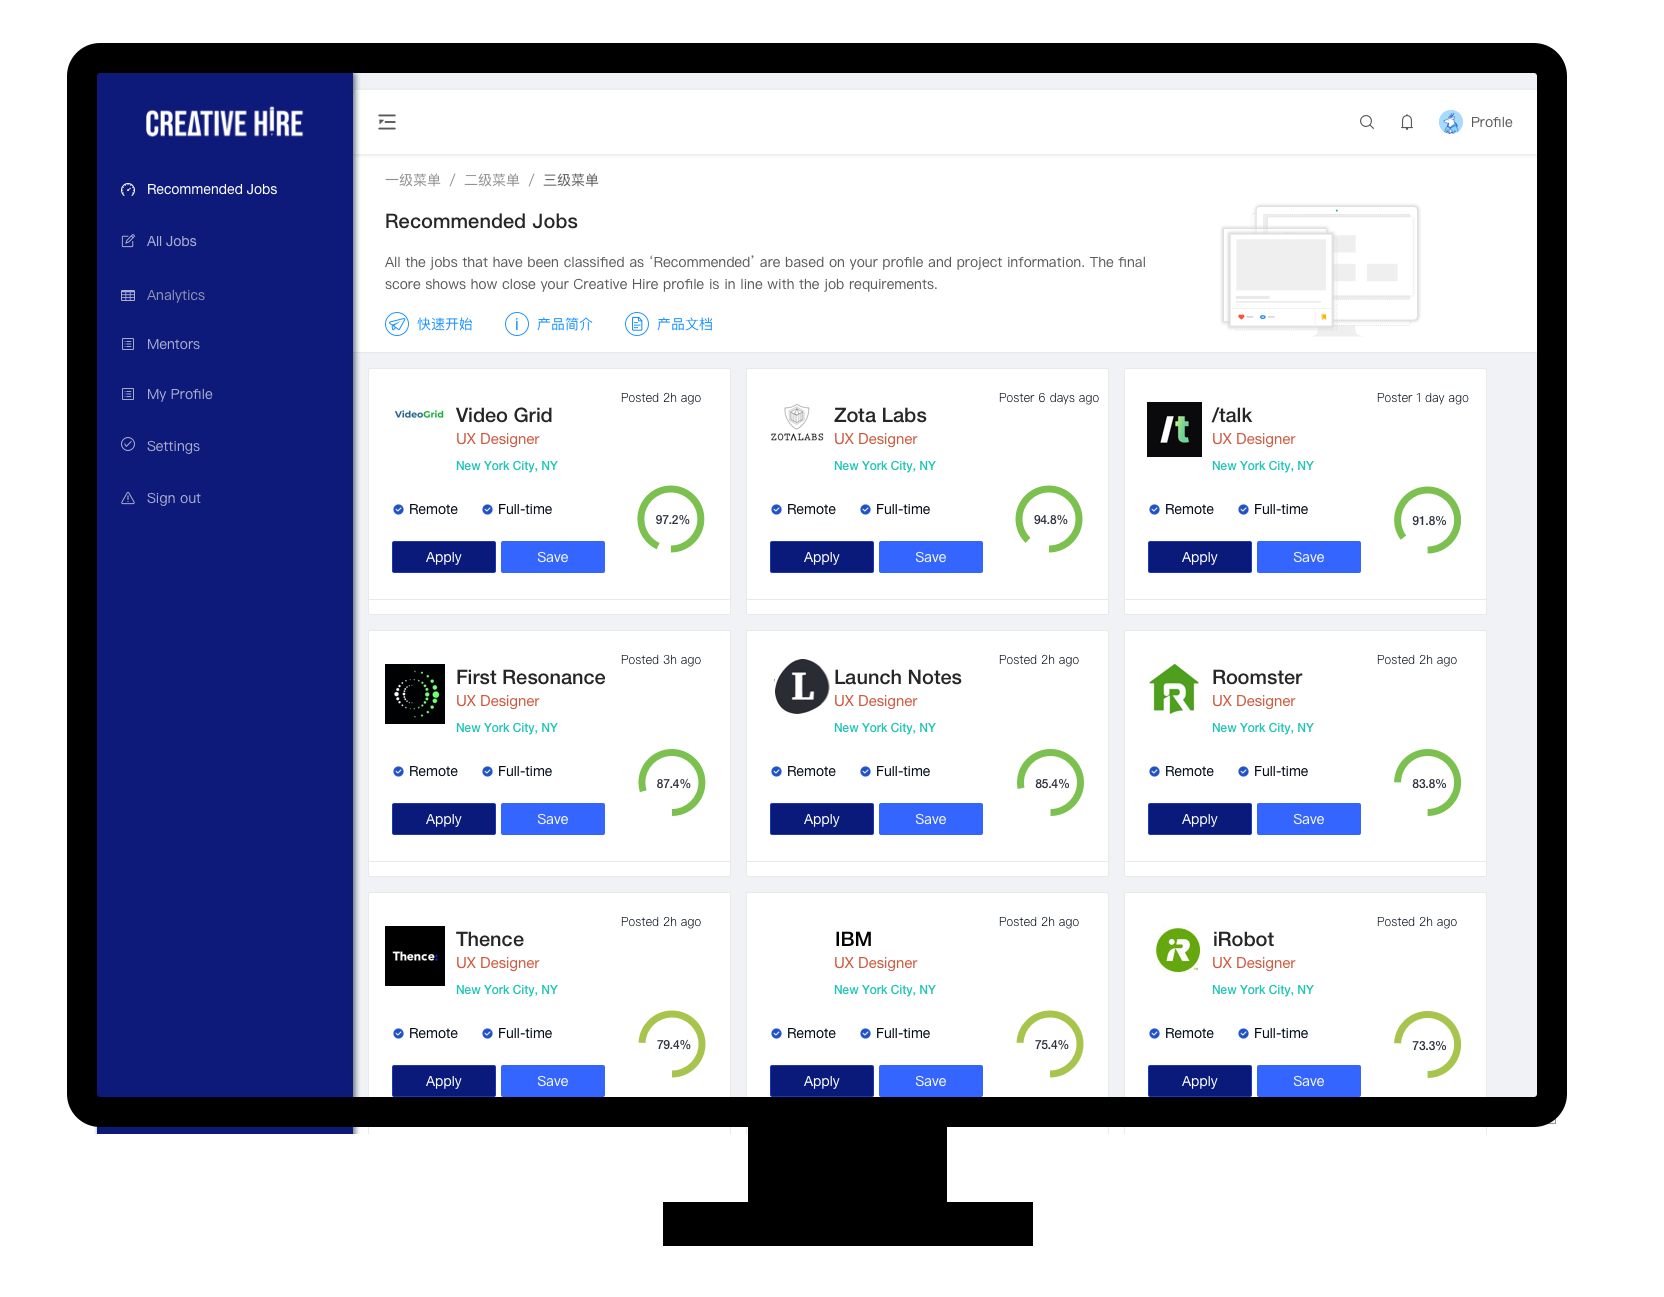 CREATIVE HIRE
Recommended Jobs
All Jobs
Analytics
Mentors
My Profile
Settings
Sign out
Profile
一级菜单 / 二级菜单 / 三级菜单
Recommended Jobs
All the jobs that have been classified as ‘Recommended’ are based on your profile and project information. The final
score shows how close your Creative Hire profile is in line with the job requirements.
快速开始 产品简介 产品文档
Posted 2h ago
VideoGrid
Video Grid
UX Designer
New York City, NY
Remote Full-time
97.2%
Apply Save
Poster 6 days ago
ZOTALABS
Zota Labs
UX Designer
New York City, NY
Remote Full-time
94.8%
Apply Save
Poster 1 day ago
/t
/talk
UX Designer
New York City, NY
Remote Full-time
91.8%
Apply Save
Posted 3h ago
First Resonance
UX Designer
New York City, NY
Remote Full-time
87.4%
Apply Save
Posted 2h ago
L
Launch Notes
UX Designer
New York City, NY
Remote Full-time
85.4%
Apply Save
Posted 2h ago
R
Roomster
UX Designer
New York City, NY
Remote Full-time
83.8%
Apply Save
Posted 2h ago
Thence:
Thence
UX Designer
New York City, NY
Remote Full-time
79.4%
Apply Save
Posted 2h ago
IBM
UX Designer
New York City, NY
Remote Full-time
75.4%
Apply Save
Posted 2h ago
iR
iRobot
UX Designer
New York City, NY
Remote Full-time
73.3%
Apply Save